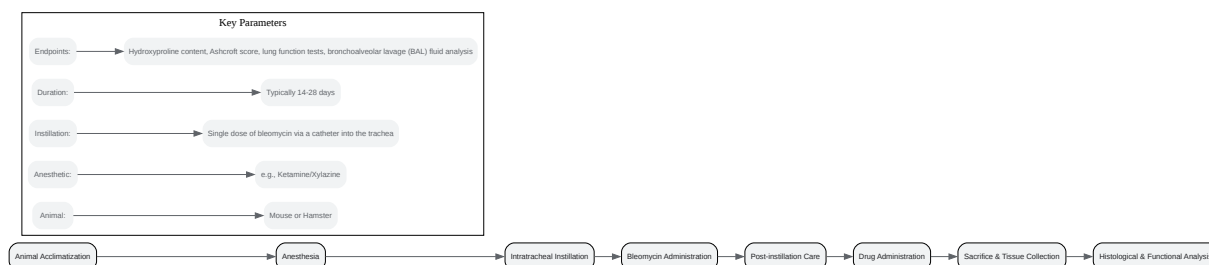 Key Parameters
Endpoints: Hydroxyproline content, Ashcroft score, lung function tests, bronchoalveolar lavage (BAL) fluid analysis
Duration: Typically 14-28 days
Instillation: Single dose of bleomycin via a catheter into the trachea
Anesthetic: e.g., Ketamine/Xylazine
Animal: Mouse or Hamster
Animal Acclimatization Anesthesia Intratracheal Instillation Bleomycin Administration Post-instillation Care Drug Administration Sacrifice & Tissue Collection Histological & Functional Analysis